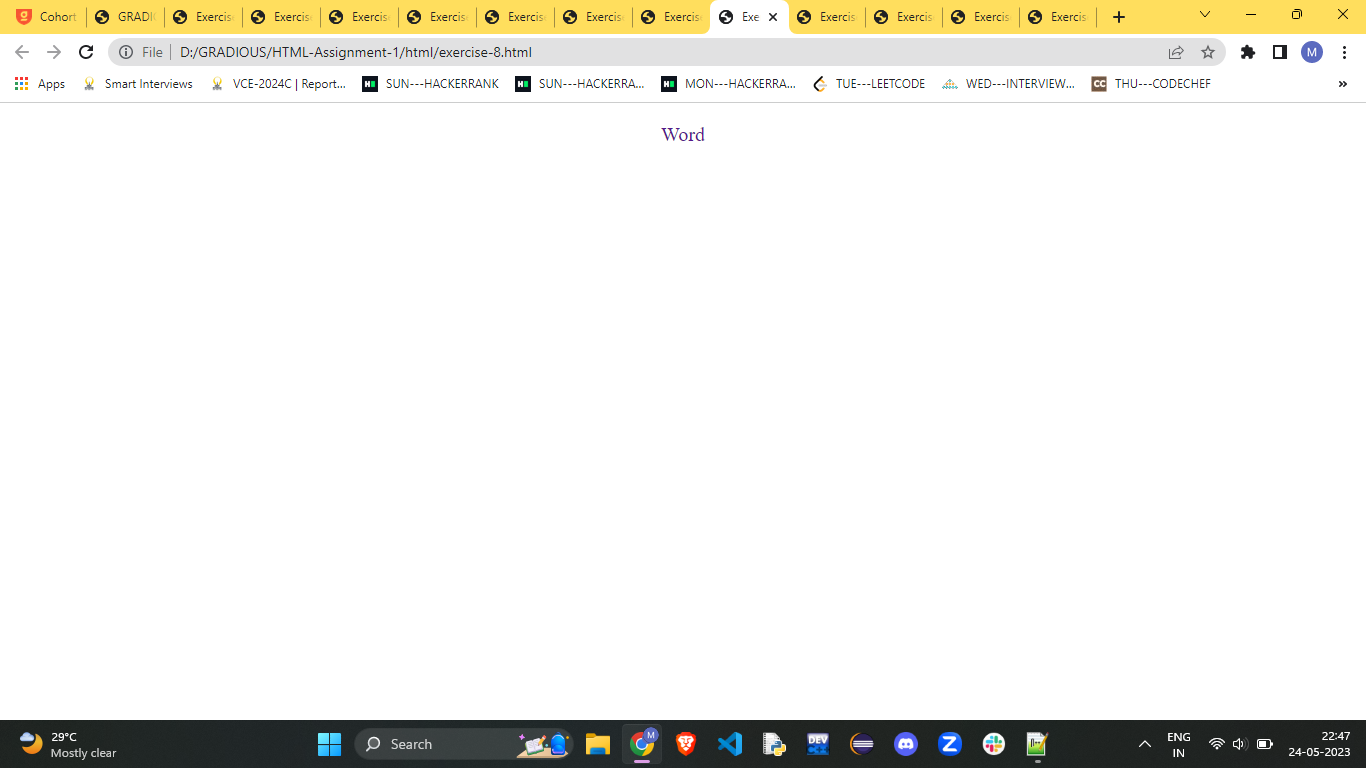 Cohort GRADI Exercis Exercis Exercis Exercis Exercis Exercis Exercis Exe Exercis Exercis Exercis Exercis
File D:/GRADIOUS/HTML-Assignment-1/html/exercise-8.html M
Apps Smart Interviews VCE-2024C | Report... SUN---HACKERRANK SUN---HACKERRA... MON---HACKERRA... TUE---LEETCODE WED---INTERVIEW... CC THU---CODECHEF »
Word
29°C
Mostly clear
Search
M
DEV
ENG
IN
22:47
24-05-2023